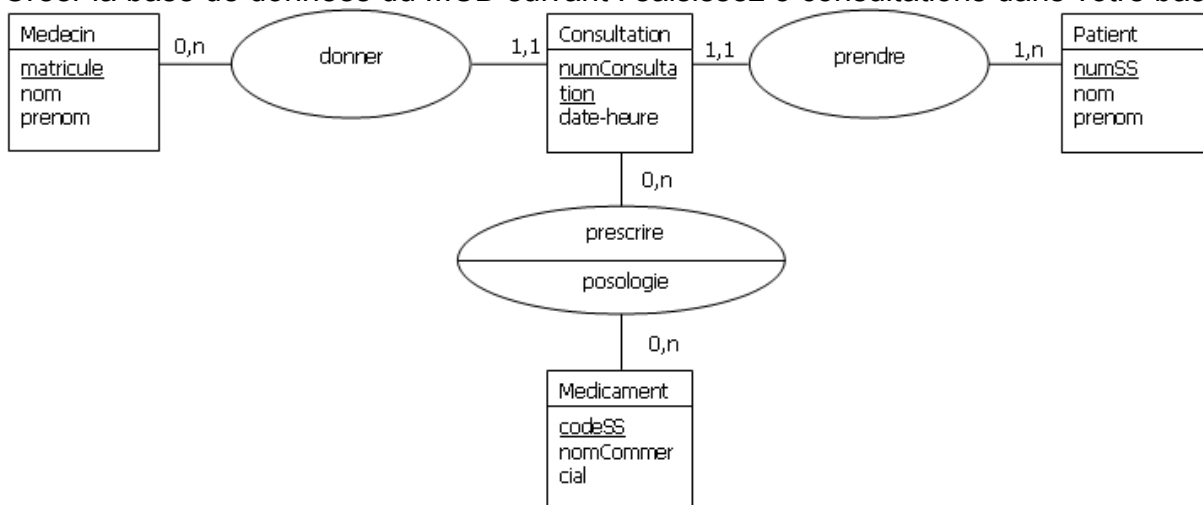 Medecin
matricule
nom
prenom
0,n
donner
1,1
Consultation
numConsulta
tion
date-heure
1,1
prendre
1,n
Patient
numSS
nom
prenom
0,n
prescrire
posologie
0,n
Medicament
codeSS
nomCommer
cial